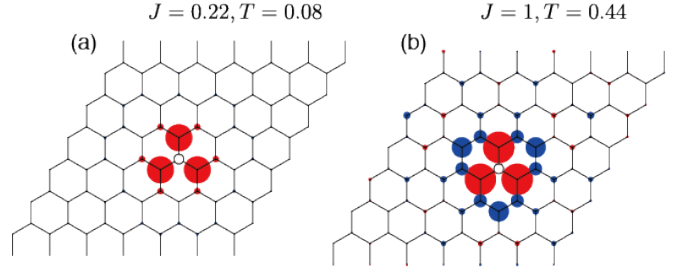 J = 0.22, T = 0.08
J = 1, T = 0.44
(a)
(b)